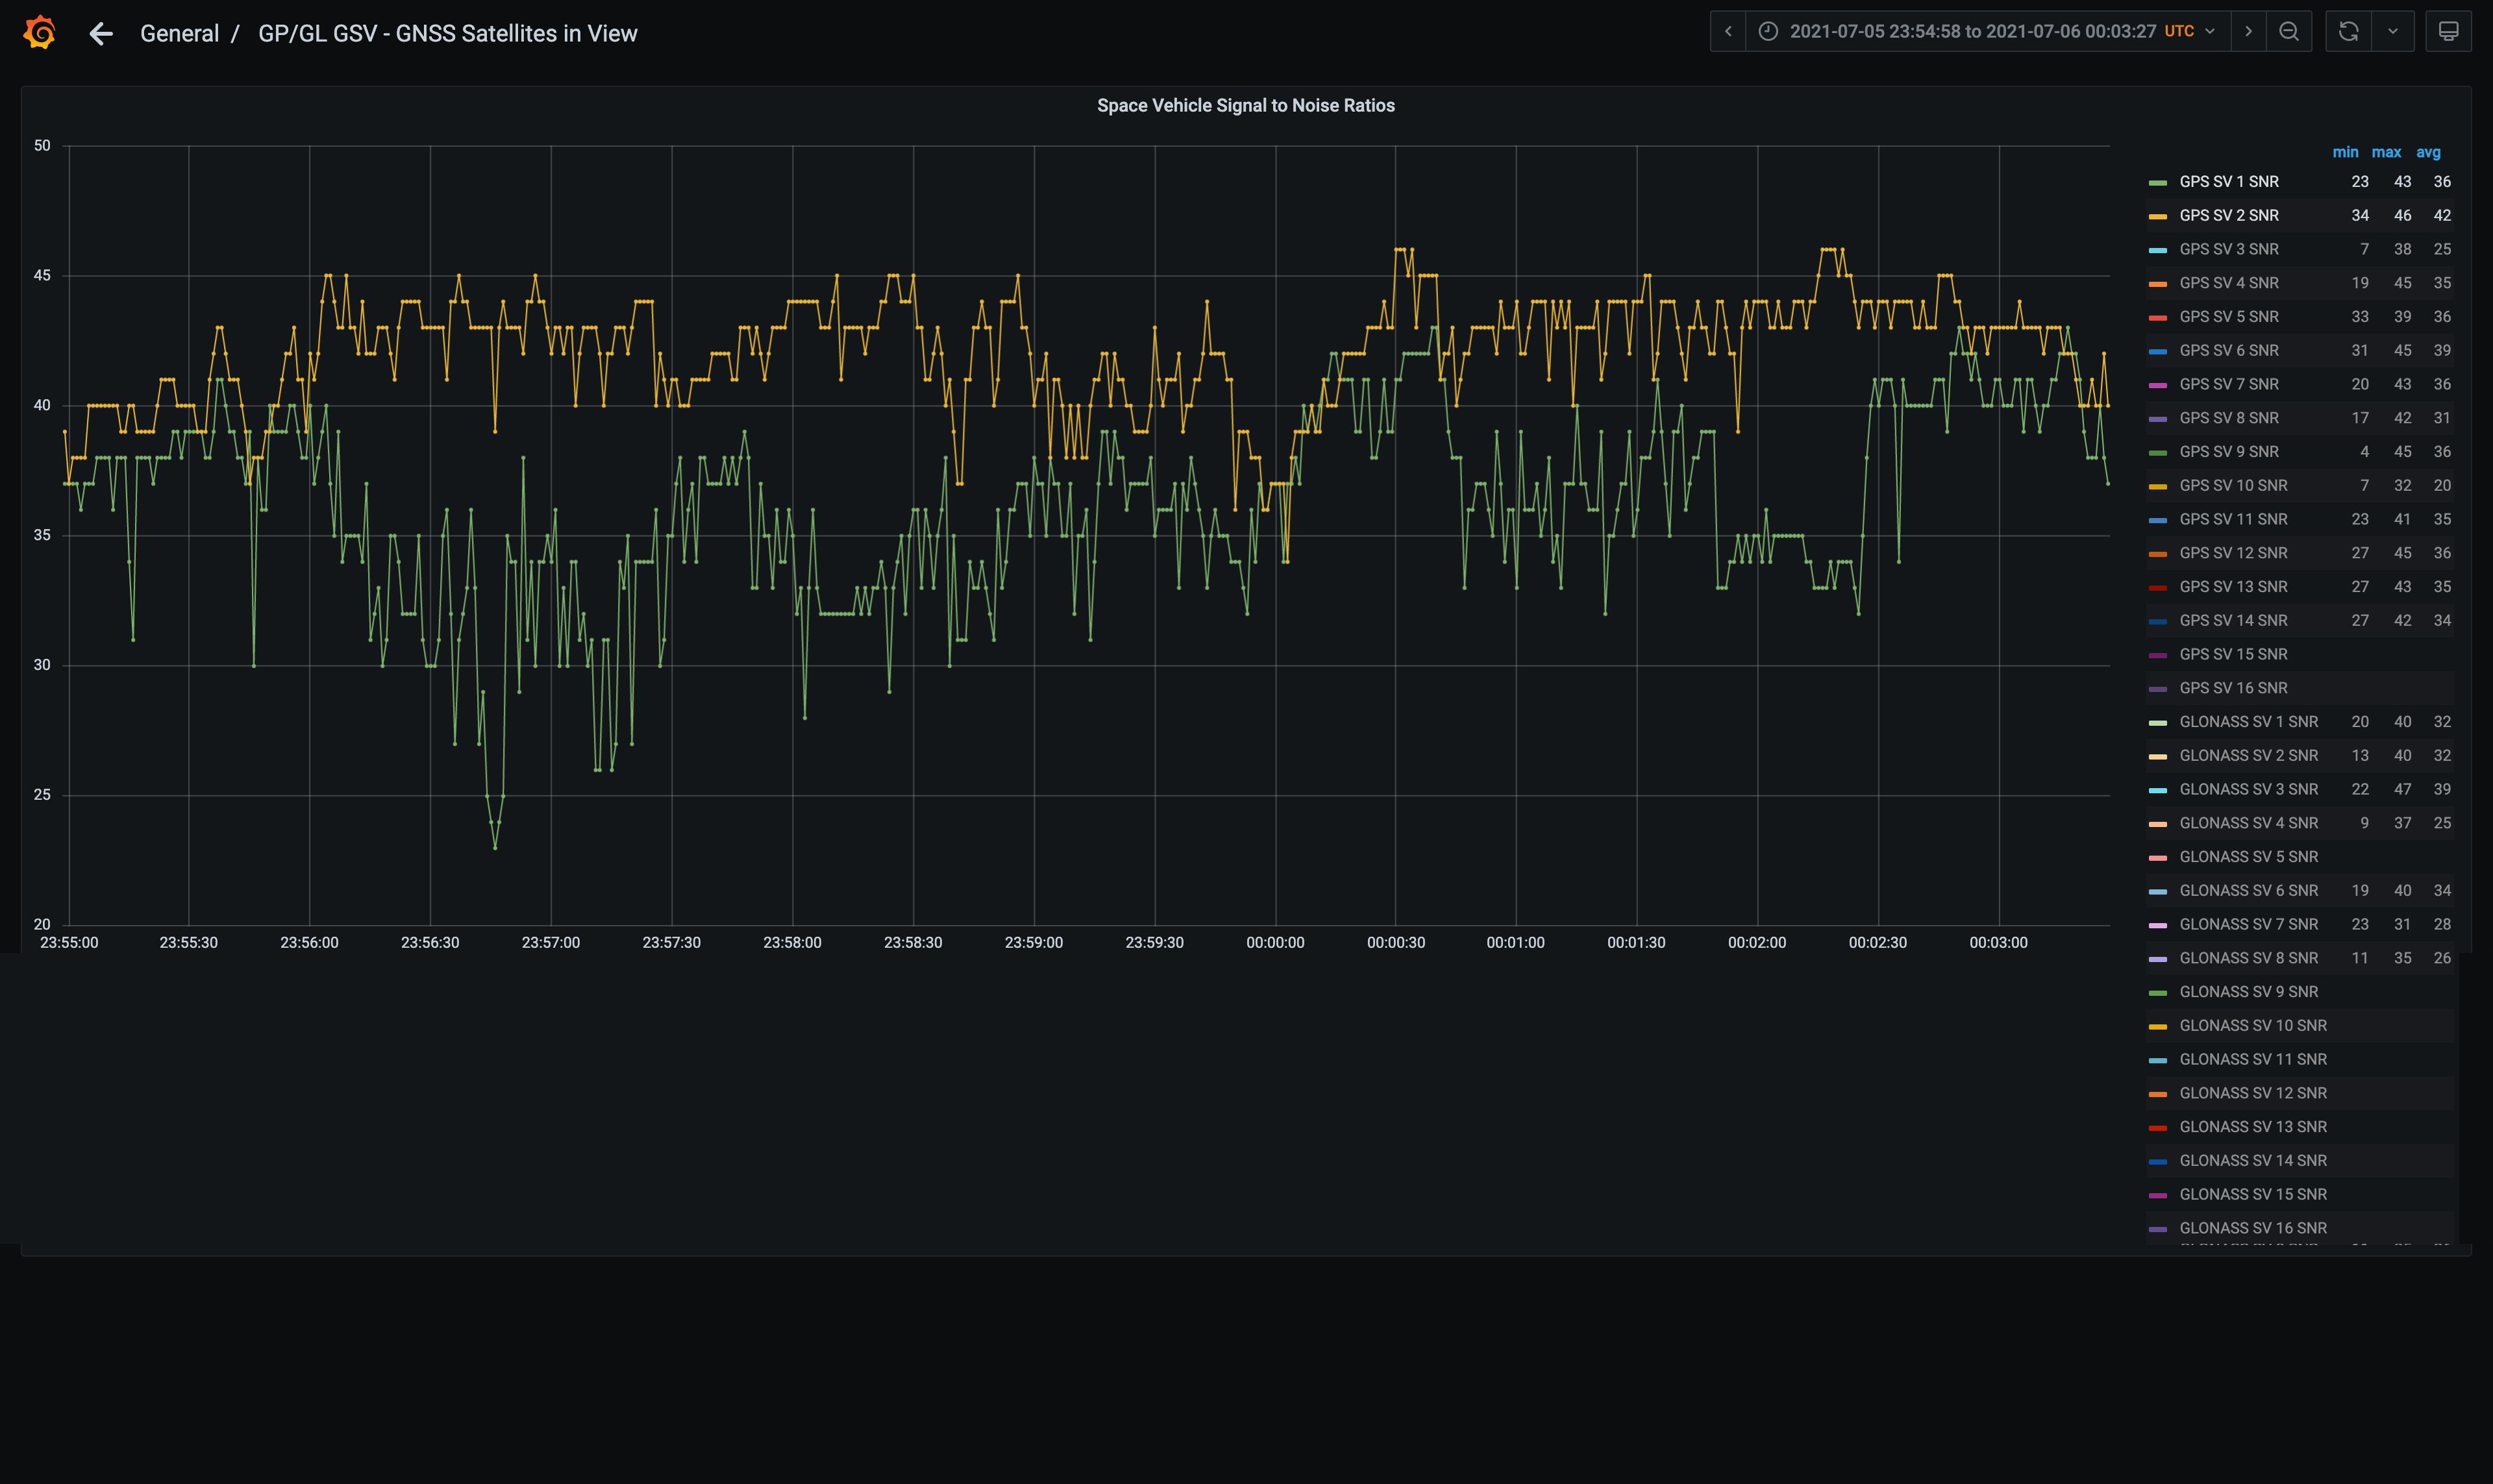 General / GP/GL GSV - GNSS Satellites in View
2021-07-05 23:54:58 to 2021-07-06 00:03:27 UTC
Space Vehicle Signal to Noise Ratios
50
45
40
35
30
25
20
23:55:00 23:55:30 23:56:00 23:56:30 23:57:00 23:57:30 23:58:00 23:58:30 23:59:00 23:59:30 00:00:00 00:00:30 00:01:00 00:01:30 00:02:00 00:02:30 00:03:00
min max avg
GPS SV 1 SNR 23 43 36
GPS SV 2 SNR 34 46 42
GPS SV 3 SNR 7 38 25
GPS SV 4 SNR 19 45 35
GPS SV 5 SNR 33 39 36
GPS SV 6 SNR 31 45 39
GPS SV 7 SNR 20 43 36
GPS SV 8 SNR 17 42 31
GPS SV 9 SNR 4 45 36
GPS SV 10 SNR 7 32 20
GPS SV 11 SNR 23 41 35
GPS SV 12 SNR 27 45 36
GPS SV 13 SNR 27 43 35
GPS SV 14 SNR 27 42 34
GPS SV 15 SNR
GPS SV 16 SNR
GLONASS SV 1 SNR 20 40 32
GLONASS SV 2 SNR 13 40 32
GLONASS SV 3 SNR 22 47 39
GLONASS SV 4 SNR 9 37 25
GLONASS SV 5 SNR
GLONASS SV 6 SNR 19 40 34
GLONASS SV 7 SNR 23 31 28
GLONASS SV 8 SNR 11 35 26
GLONASS SV 9 SNR
GLONASS SV 10 SNR
GLONASS SV 11 SNR
GLONASS SV 12 SNR
GLONASS SV 13 SNR
GLONASS SV 14 SNR
GLONASS SV 15 SNR
GLONASS SV 16 SNR